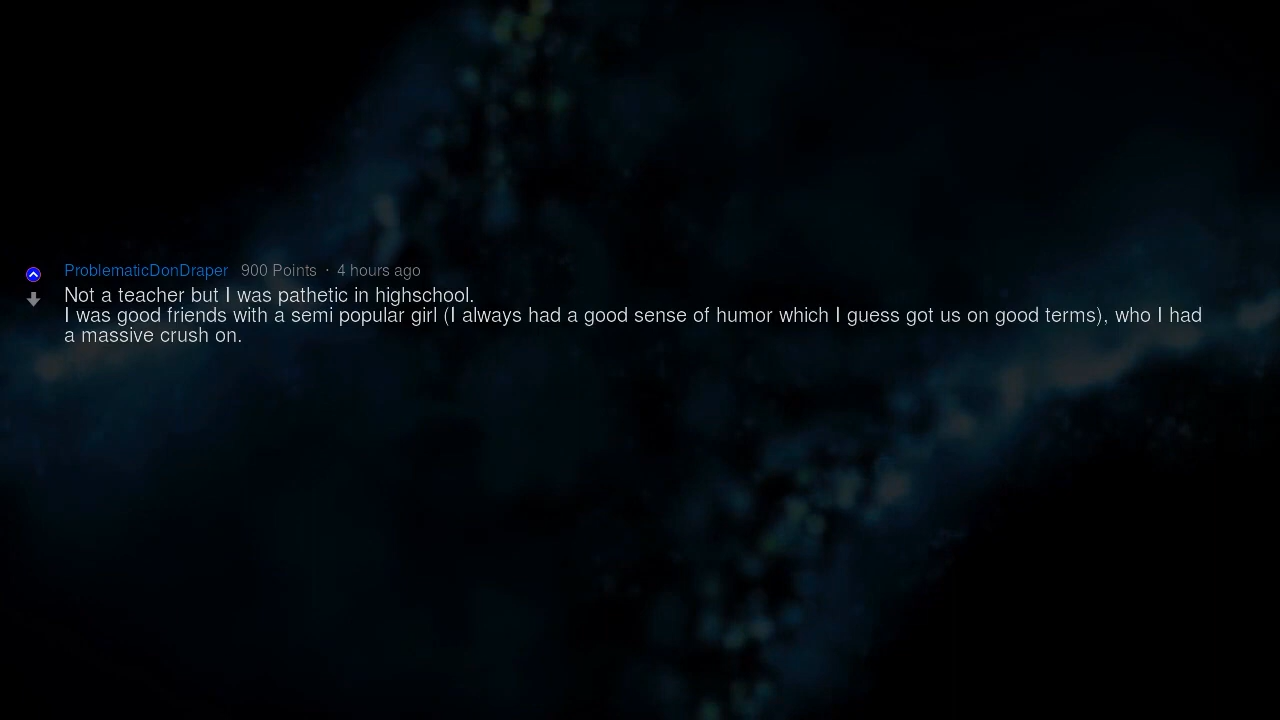 ProblematicDonDraper 900 Points · 4 hours ago
Not a teacher but I was pathetic in highschool.
I was good friends with a semi popular girl (I always had a good sense of humor which I guess got us on good terms), who I had
a massive crush on.